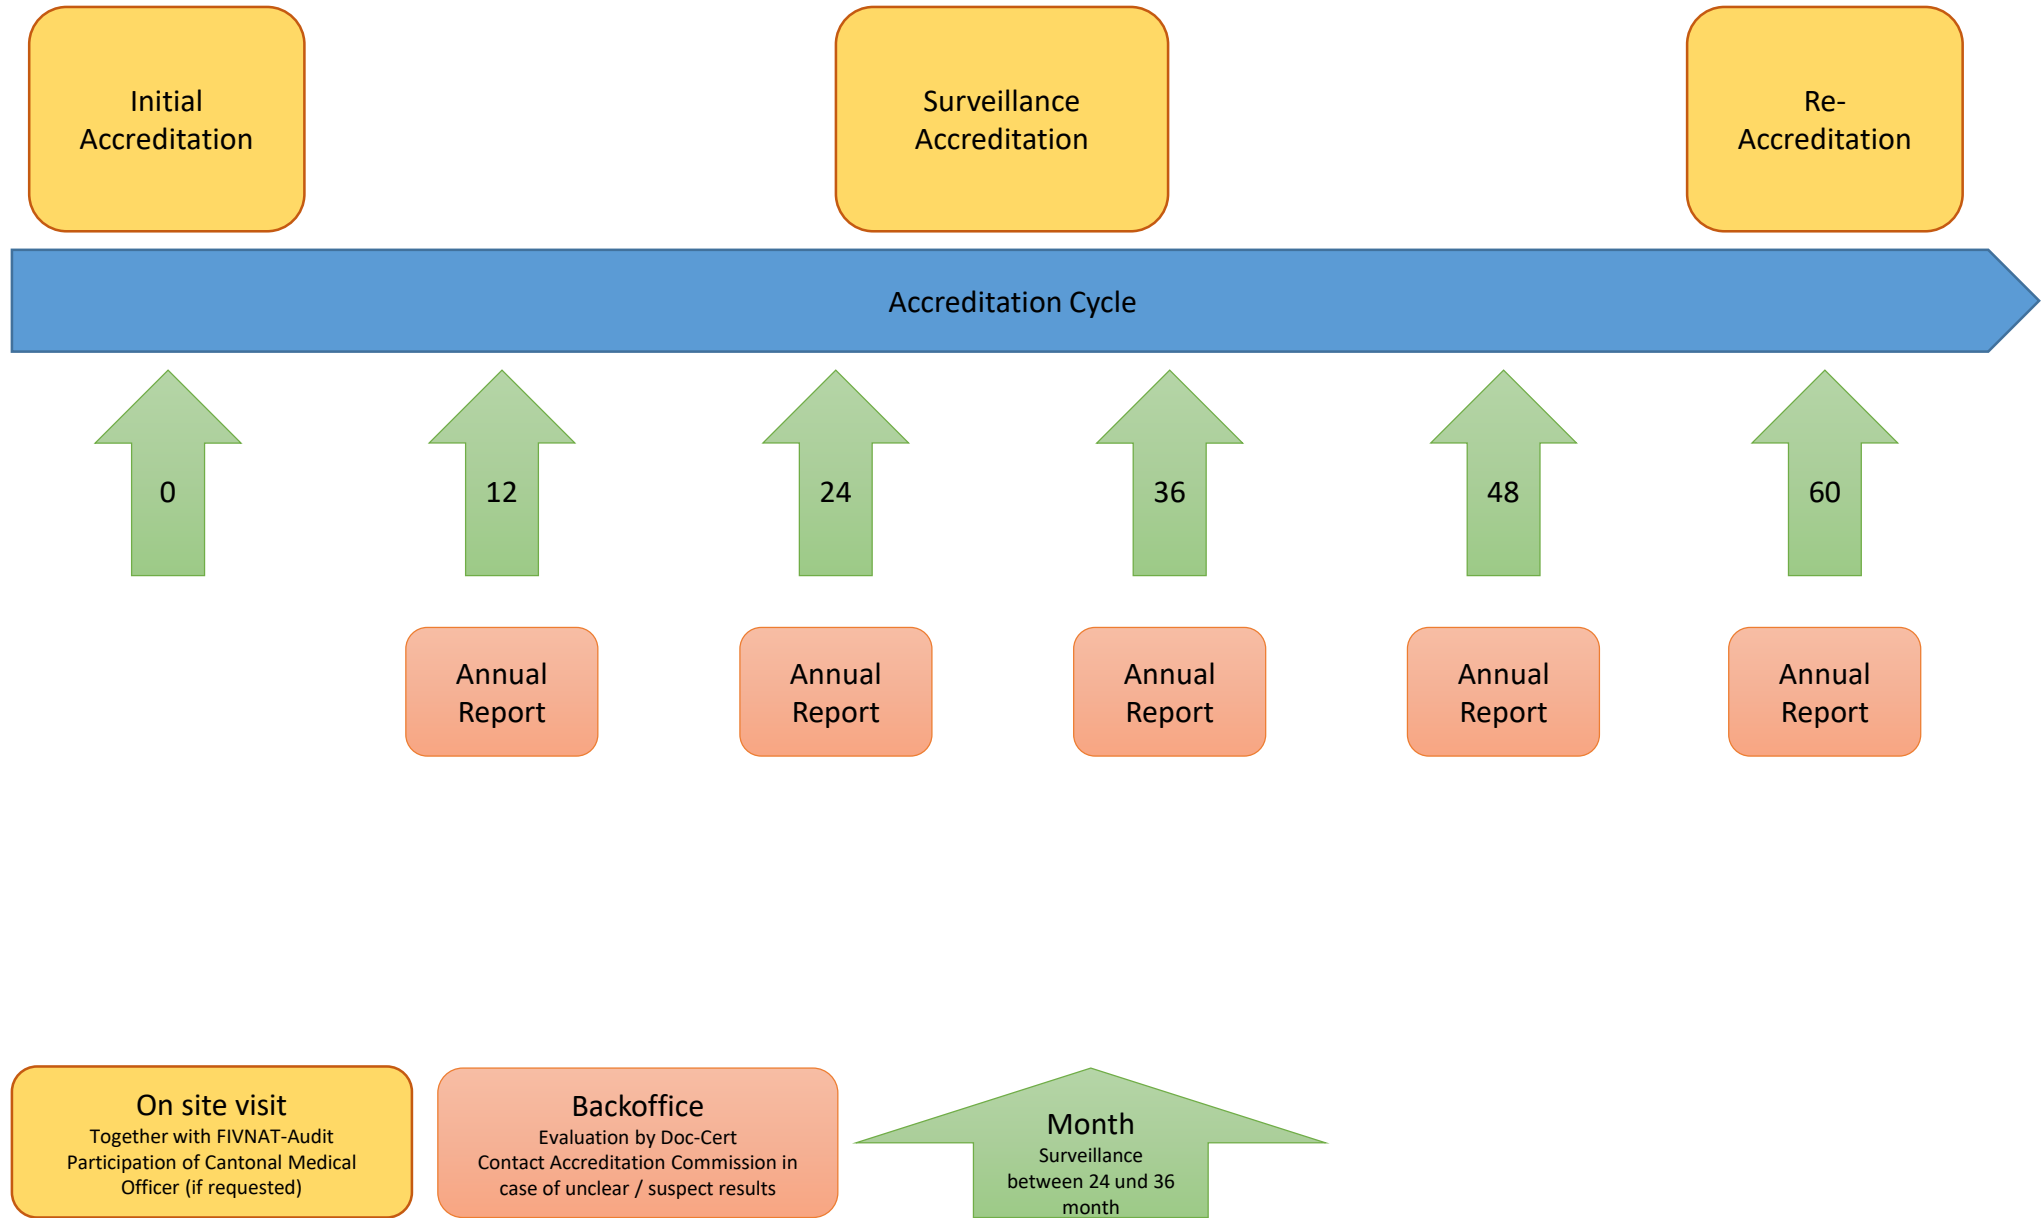 Initial
Accreditation
Surveillance
Accreditation
Re-
Accreditation
Accreditation Cycle
0
12
24
36
48
60
Annual
Report
Annual
Report
Annual
Report
Annual
Report
Annual
Report
On site visit
Together with FIVNAT-Audit
Participation of Cantonal Medical
Officer (if requested)
Backoffice
Evaluation by Doc-Cert
Contact Accreditation Commission in
case of unclear / suspect results
Month
Surveillance
between 24 und 36
month